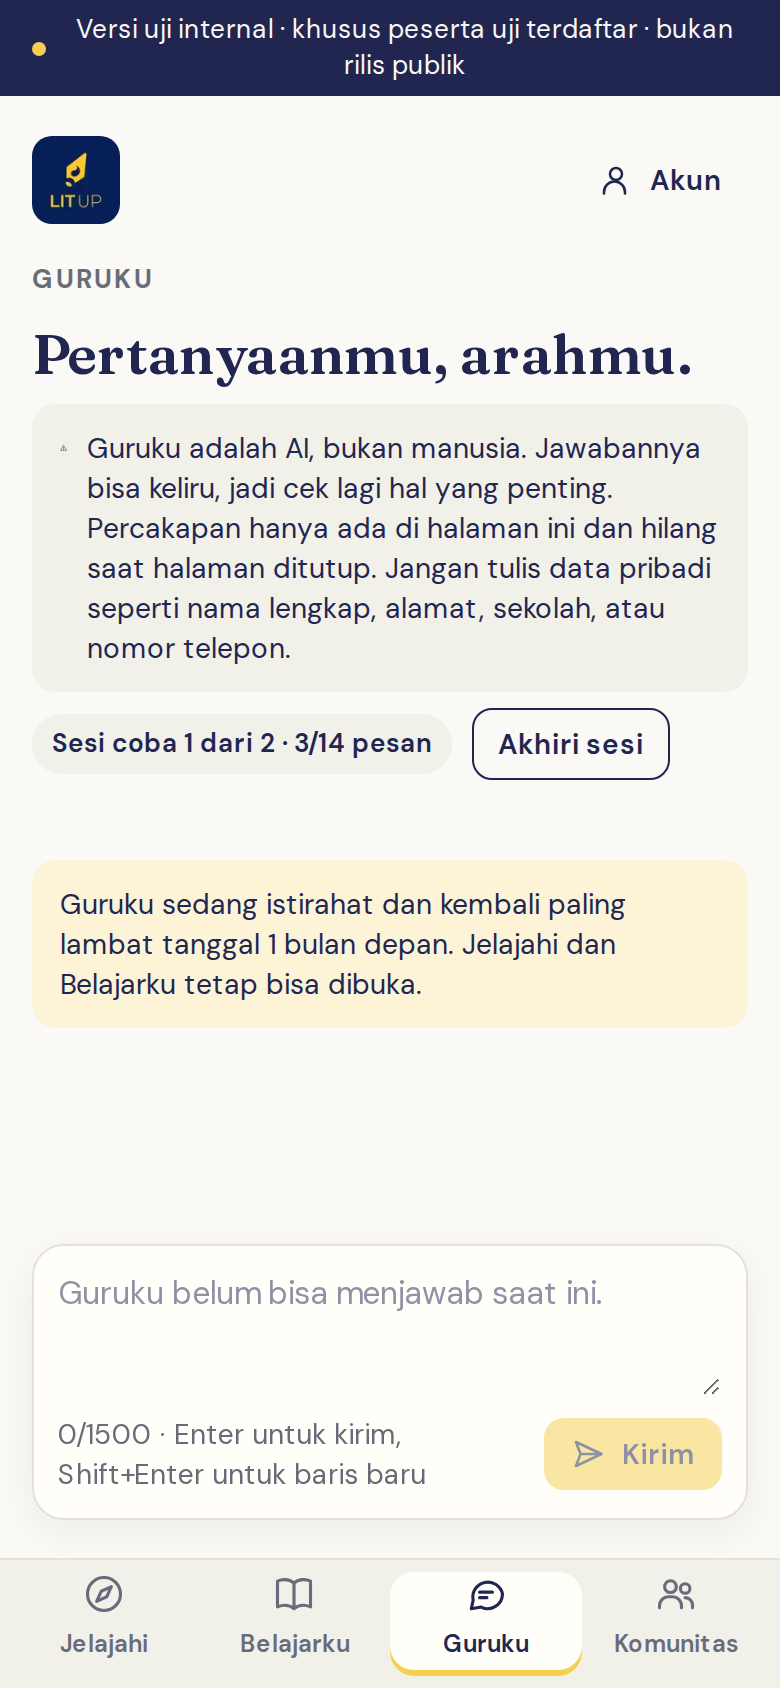 Versi uji internal · khusus peserta uji terdaftar · bukan
rilis publik
LITUP
Akun
GURUKU
Pertanyaanmu, arahmu.
Guruku adalah AI, bukan manusia. Jawabannya
bisa keliru, jadi cek lagi hal yang penting.
Percakapan hanya ada di halaman ini dan hilang
saat halaman ditutup. Jangan tulis data pribadi
seperti nama lengkap, alamat, sekolah, atau
nomor telepon.
Sesi coba 1 dari 2 · 3/14 pesan
Akhiri sesi
Guruku sedang istirahat dan kembali paling
lambat tanggal 1 bulan depan. Jelajahi dan
Belajarku tetap bisa dibuka.
Guruku belum bisa menjawab saat ini.
0/1500 · Enter untuk kirim,
Shift+Enter untuk baris baru
Kirim
Jelajahi
Belajarku
Guruku
Komunitas